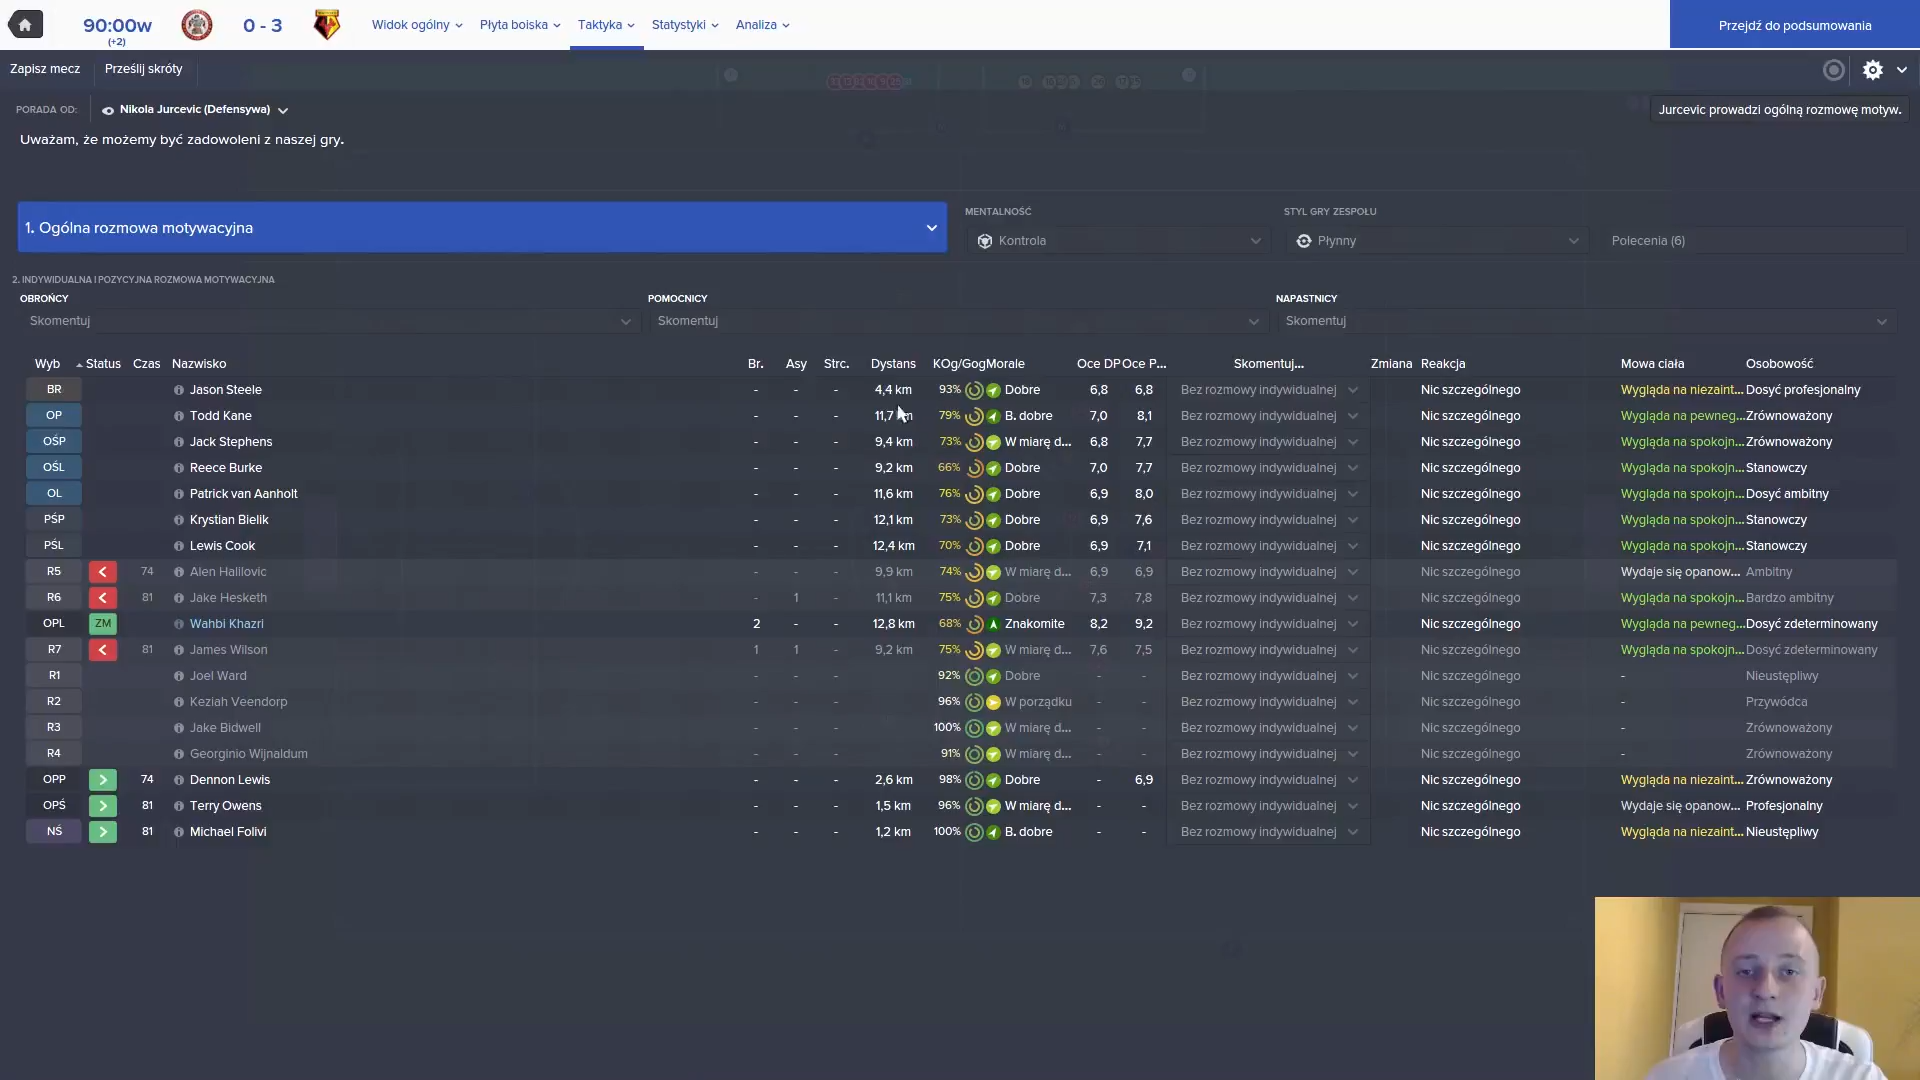 90:00w
(+2)
0 - 3
Widok ogólny
Płyta boiska
Taktyka
Statystyki
Analiza
Przejdź do podsumowania
Zapisz mecz
Prześlij skróty
PORADA OD:
Nikola Jurcevic (Defensywa)
Jurcevic prowadzi ogólną rozmowę motyw.
Uważam, że możemy być zadowoleni z naszej gry.
1. Ogólna rozmowa motywacyjna
MENTALNOŚĆ
Kontrola
STYL GRY ZESPOŁU
Płynny
Polecenia (6)
2. INDYWIDUALNA I POZYCYJNA ROZMOWA MOTYWACYJNA
OBROŃCY
Skomentuj
POMOCNICY
Skomentuj
NAPASTNICY
Skomentuj
Wyb Status Czas Nazwisko Br. Asy Strc. Dystans KOg/Gog Morale Oce DP Oce P... Skomentuj... Zmiana Reakcja Mowa ciała Osobowość
BR Jason Steele - - - 4,4 km 93% Dobre 6,8 6,8 Bez rozmowy indywidualnej Nic szczególnego Wygląda na niezaint... Dosyć profesjonalny
OP Todd Kane - - - 11,7 79% B. dobre 7,0 8,1 Bez rozmowy indywidualnej Nic szczególnego Wygląda na pewneg... Zrównoważony
OŚP Jack Stephens - - - 9,4 km 73% W miarę d... 6,8 7,7 Bez rozmowy indywidualnej Nic szczególnego Wygląda na spokojn... Zrównoważony
OŚL Reece Burke - - - 9,2 km 66% Dobre 7,0 7,7 Bez rozmowy indywidualnej Nic szczególnego Wygląda na spokojn... Stanowczy
OL Patrick van Aanholt - - - 11,6 km 76% Dobre 6,9 8,0 Bez rozmowy indywidualnej Nic szczególnego Wygląda na spokojn... Dosyć ambitny
PŚP Krystian Bielik - - - 12,1 km 73% Dobre 6,9 7,6 Bez rozmowy indywidualnej Nic szczególnego Wygląda na spokojn... Stanowczy
PŚL Lewis Cook - - - 12,4 km 70% Dobre 6,9 7,1 Bez rozmowy indywidualnej Nic szczególnego Wygląda na spokojn... Stanowczy
R5 74 Alen Halilovic - - - 9,9 km 74% W miarę d... 6,9 6,9 Bez rozmowy indywidualnej Nic szczególnego Wydaje się opanow... Ambitny
R6 81 Jake Hesketh - 1 - 11,1 km 75% Dobre 7,3 7,8 Bez rozmowy indywidualnej Nic szczególnego Wygląda na spokojn... Bardzo ambitny
OPL ZM Wahbi Khazri 2 - - 12,8 km 68% Znakomite 8,2 9,2 Bez rozmowy indywidualnej Nic szczególnego Wygląda na pewneg... Dosyć zdeterminowany
R7 81 James Wilson 1 1 - 9,2 km 75% W miarę d... 7,6 7,5 Bez rozmowy indywidualnej Nic szczególnego Wygląda na spokojn... Dosyć zdeterminowany
R1 Joel Ward - - - 92% Dobre - - Bez rozmowy indywidualnej Nic szczególnego - Nieustępliwy
R2 Keziah Veendorp - - - 96% W porządku - - Bez rozmowy indywidualnej Nic szczególnego - Przywódca
R3 Jake Bidwell - - - 100% W miarę d... - - Bez rozmowy indywidualnej Nic szczególnego - Zrównoważony
R4 Georginio Wijnaldum - - - 91% W miarę d... - - Bez rozmowy indywidualnej Nic szczególnego - Zrównoważony
OPP 74 Dennon Lewis - - - 2,6 km 98% Dobre - 6,9 Bez rozmowy indywidualnej Nic szczególnego Wygląda na niezaint... Zrównoważony
OPŚ 81 Terry Owens - - - 1,5 km 96% W miarę d... - - Bez rozmowy indywidualnej Nic szczególnego Wydaje się opanow... Profesjonalny
NŚ 81 Michael Folivi - - - 1,2 km 100% B. dobre - - Bez rozmowy indywidualnej Nic szczególnego Wygląda na niezaint... Nieustępliwy